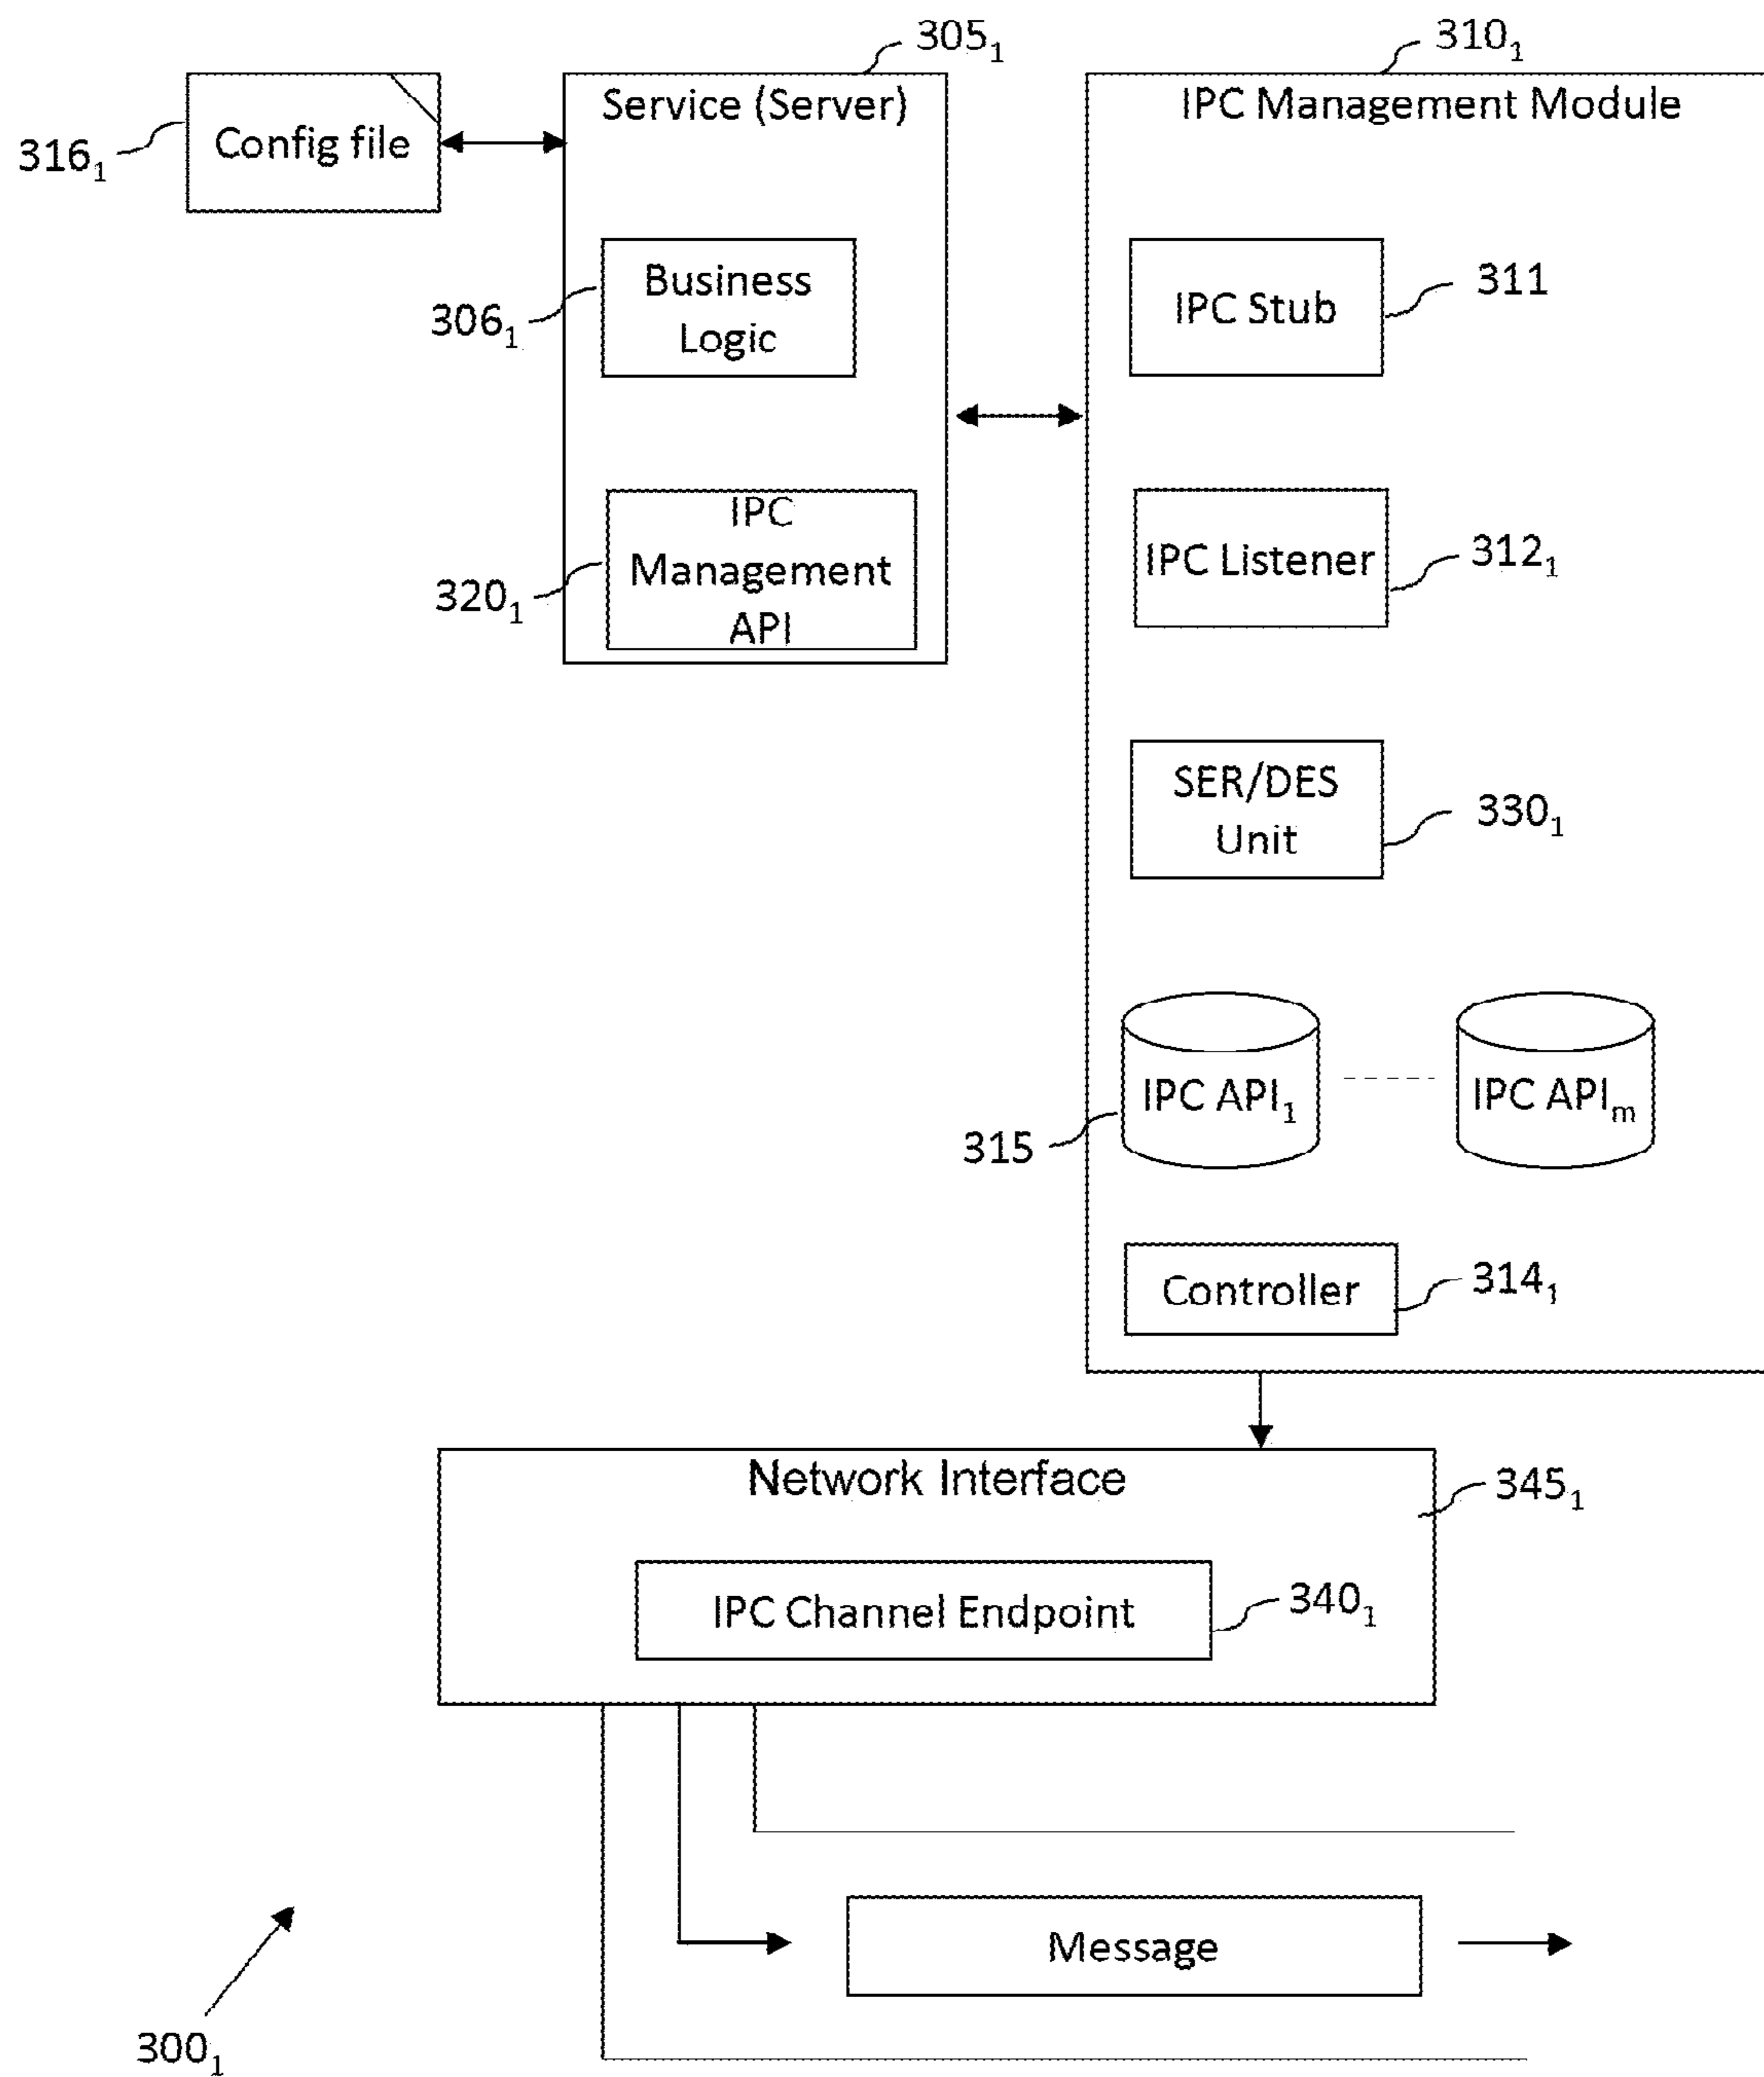 305₁
310₁
316₁
Config file
Service (Server)
IPC Management Module
306₁
Business
Logic
IPC Stub
311
320₁
IPC
Management
API
IPC Listener
312₁
SER/DES
Unit
330₁
315
IPC API₁
IPC APIₘ
Controller
314₁
Network Interface
345₁
IPC Channel Endpoint
340₁
Message
300₁